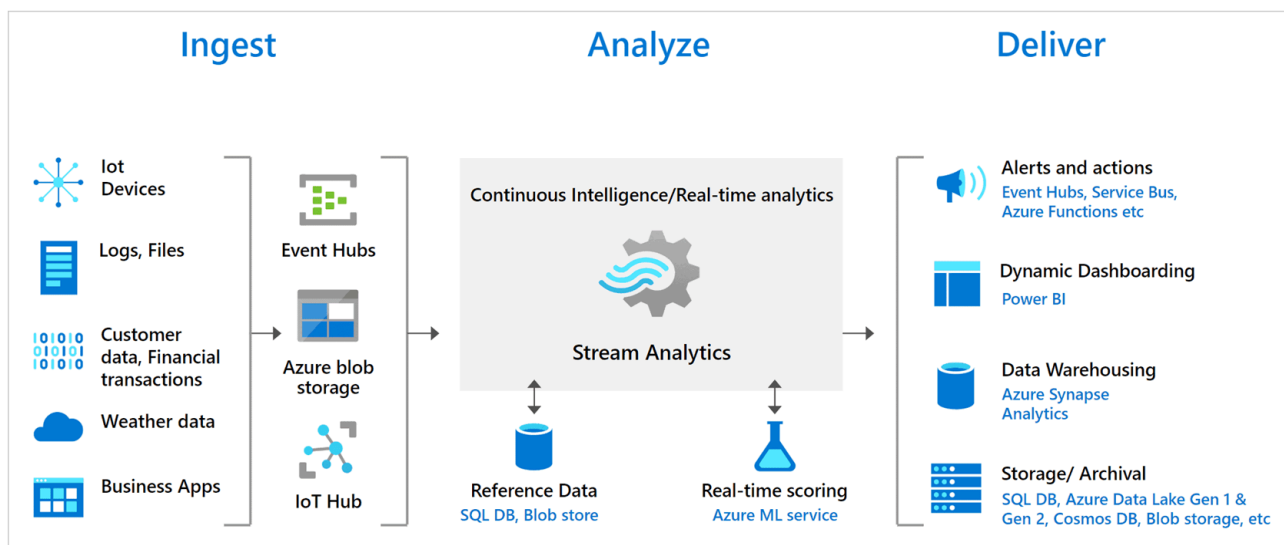 Ingest
Analyze
Deliver
Iot
Devices
Logs, Files
Customer
data, Financial
transactions
Weather data
Business Apps
Event Hubs
Azure blob
storage
IoT Hub
Continuous Intelligence/Real-time analytics
Stream Analytics
Reference Data
SQL DB, Blob store
Real-time scoring
Azure ML service
Alerts and actions
Event Hubs, Service Bus,
Azure Functions etc
Dynamic Dashboarding
Power BI
Data Warehousing
Azure Synapse
Analytics
Storage/ Archival
SQL DB, Azure Data Lake Gen 1 &
Gen 2, Cosmos DB, Blob storage, etc